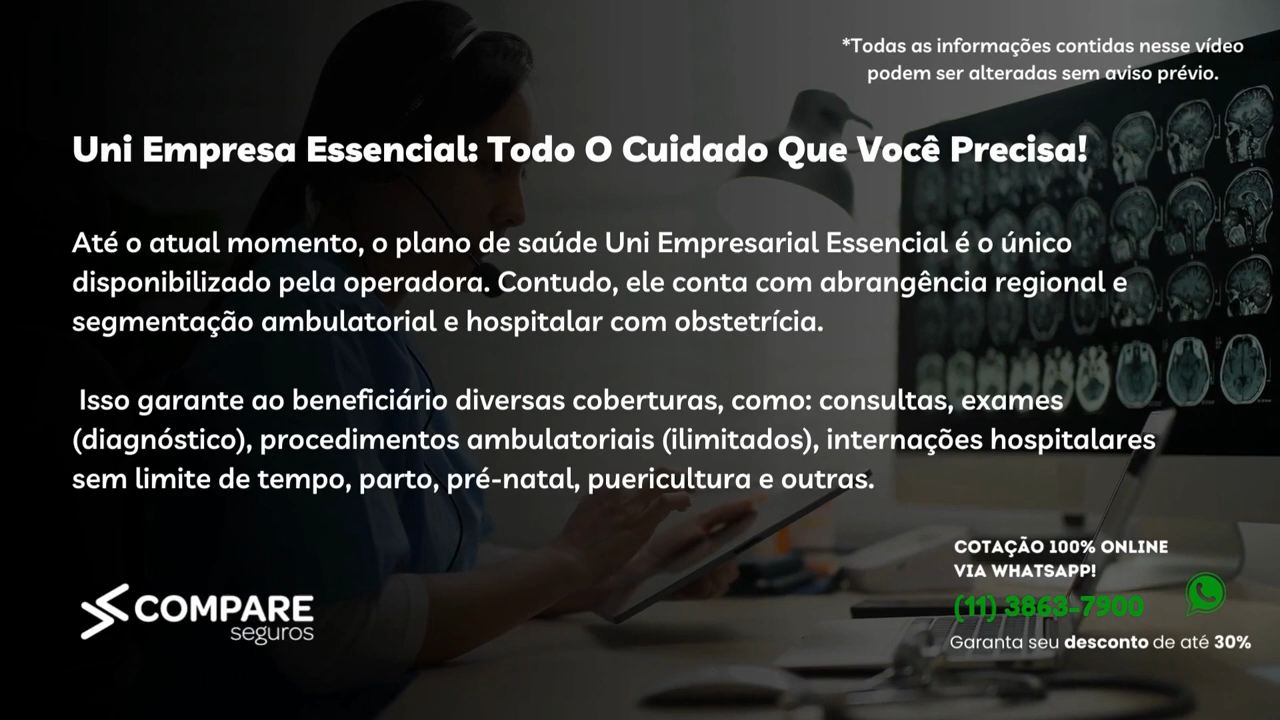 *Todas as informações contidas nesse vídeo
podem ser alteradas sem aviso prévio.
Uni Empresa Essencial: Todo O Cuidado Que Você Precisa!
Até o atual momento, o plano de saúde Uni Empresarial Essencial é o único
disponibilizado pela operadora. Contudo, ele conta com abrangência regional e
segmentação ambulatorial e hospitalar com obstetrícia.
Isso garante ao beneficiário diversas coberturas, como: consultas, exames
(diagnóstico), procedimentos ambulatoriais (ilimitados), internações hospitalares
sem limite de tempo, parto, pré-natal, puericultura e outras.
COTAÇÃO 100% ONLINE
VIA WHATSAPP!
(11) 3863-7900
Garanta seu desconto de até 30%
COMPARE
seguros